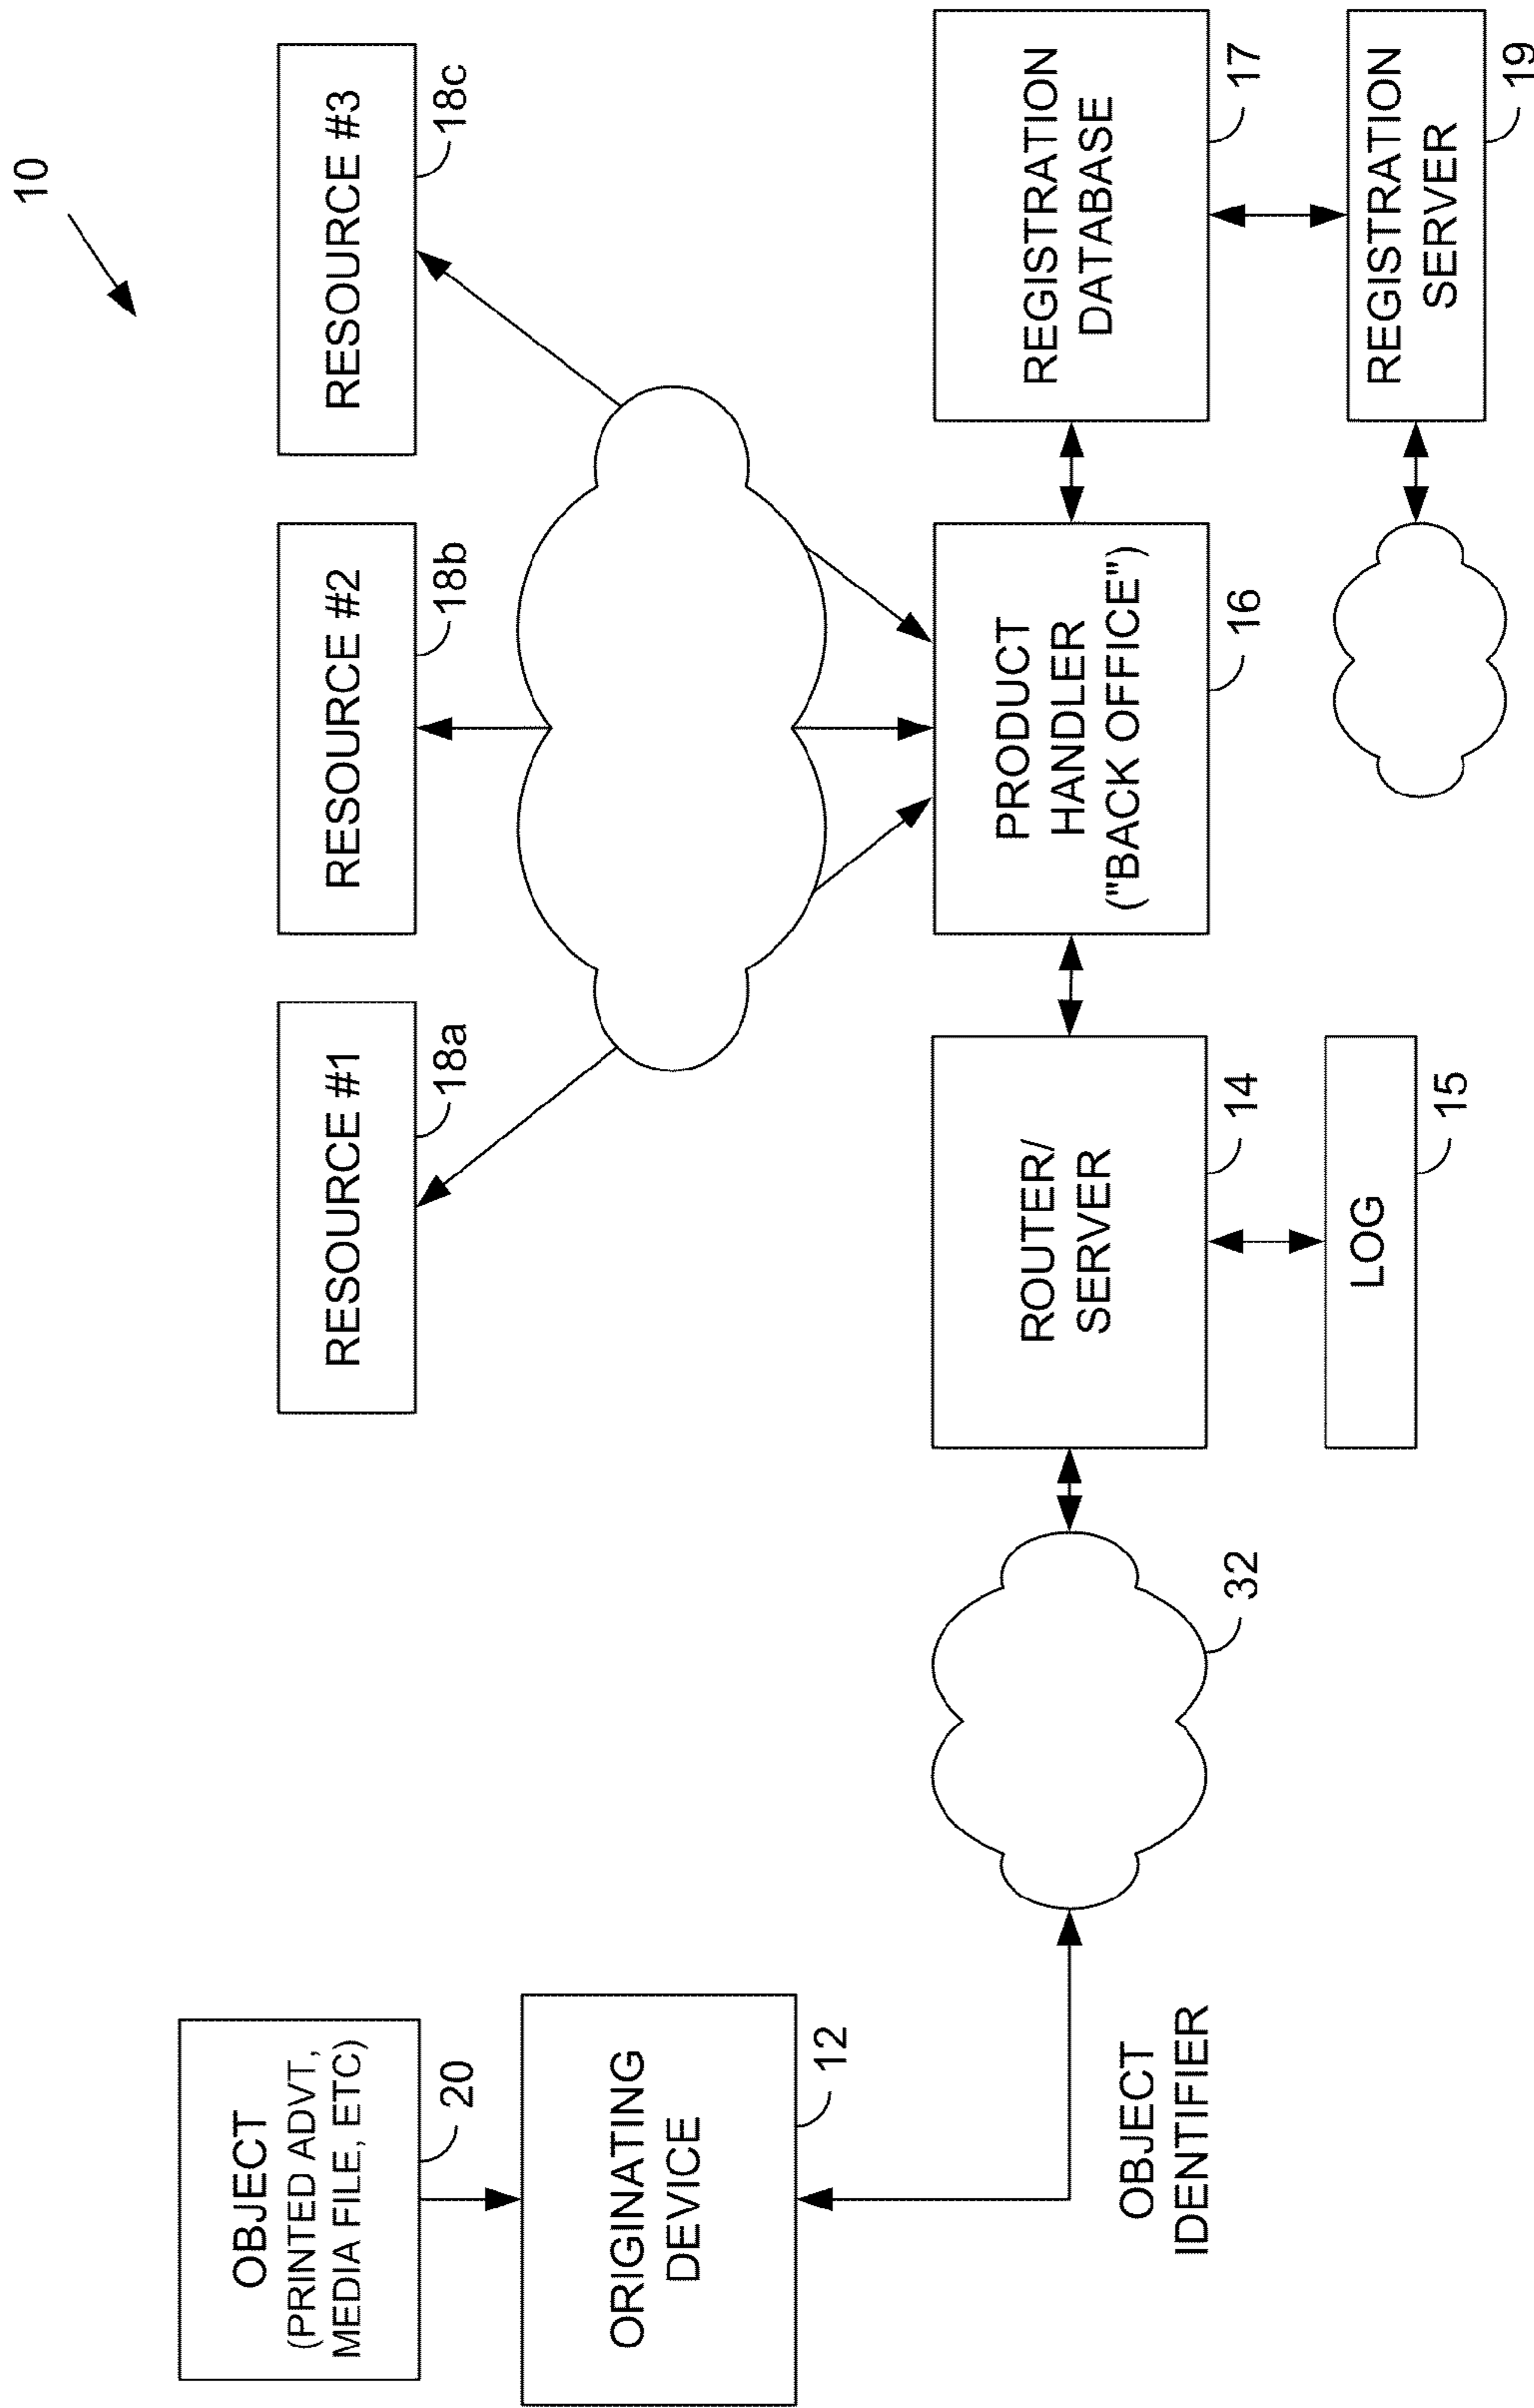 10
OBJECT
(PRINTED ADVT,
MEDIA FILE, ETC)
20
RESOURCE #1
18a
RESOURCE #2
18b
RESOURCE #3
18c
ORIGINATING
DEVICE
12
OBJECT
IDENTIFIER
32
ROUTER/
SERVER
14
LOG
15
PRODUCT
HANDLER
("BACK OFFICE")
16
REGISTRATION
DATABASE
17
REGISTRATION
SERVER
19